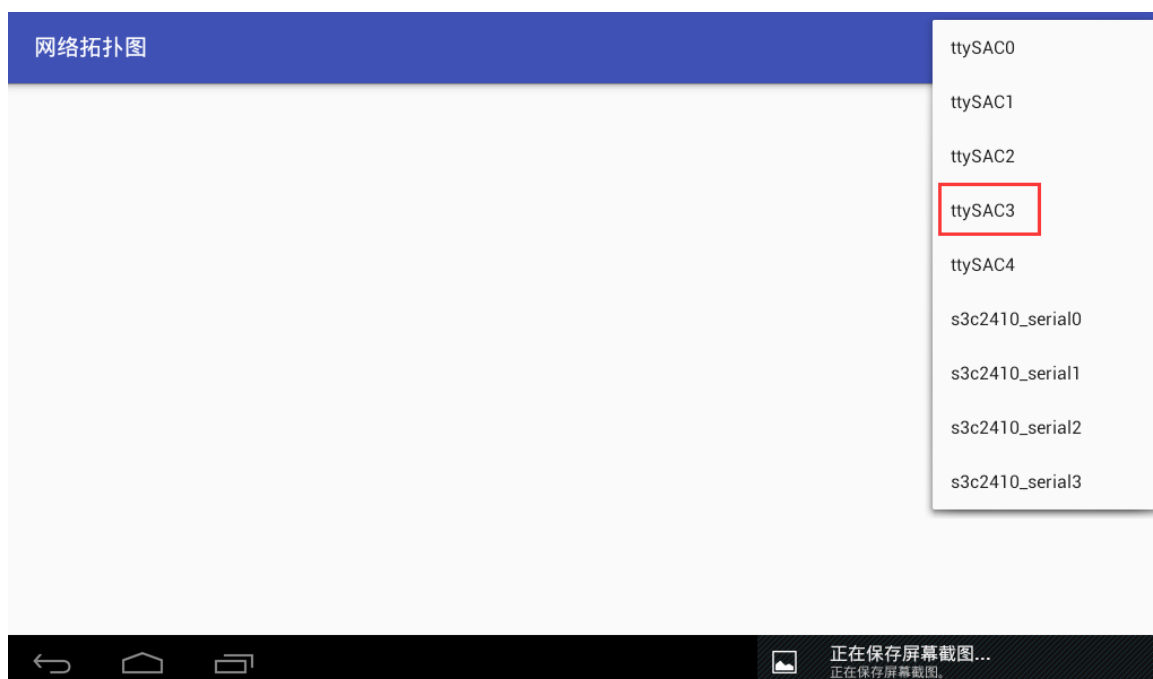 网络拓扑图
ttySAC0
ttySAC1
ttySAC2
ttySAC3
ttySAC4
s3c2410_serial0
s3c2410_serial1
s3c2410_serial2
s3c2410_serial3
正在保存屏幕截图...
正在保存屏幕截图。